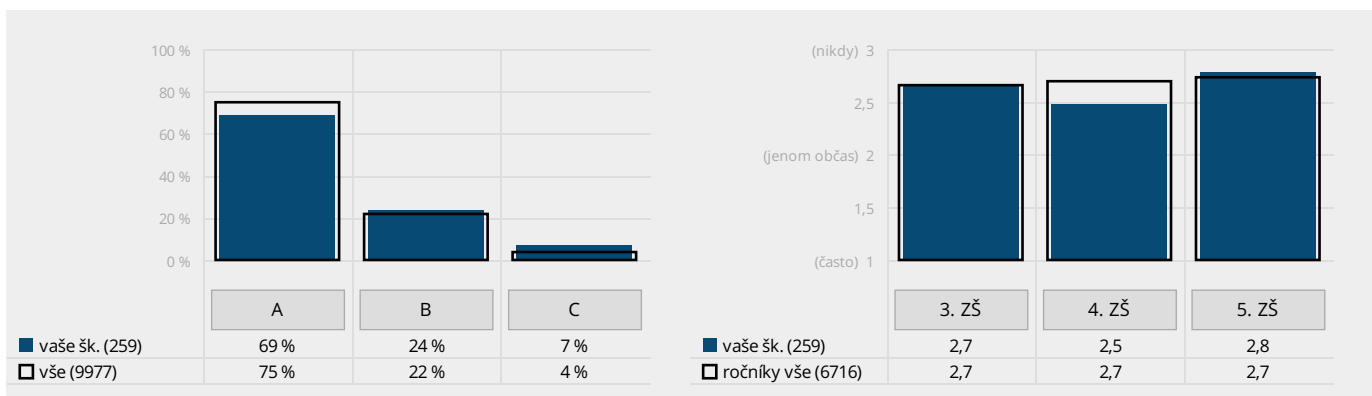 100 %
80 %
60 %
40 %
20 %
0 %
A B C
vaše šk. (259) 69 % 24 % 7 %
vše (9977) 75 % 22 % 4 %
(nikdy) 3
2,5
(jenom občas) 2
1,5
(často) 1
3. ZŠ 4. ZŠ 5. ZŠ
vaše šk. (259) 2,7 2,5 2,8
ročníky vše (6716) 2,7 2,7 2,7